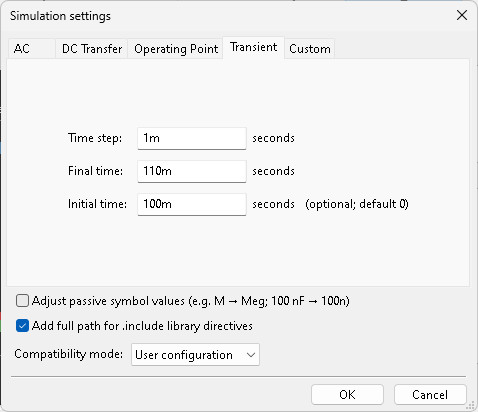 Simulation settings
AC DC Transfer Operating Point Transient Custom
Time step: 1m seconds
Final time: 110m seconds
Initial time: 100m seconds (optional; default 0)
Adjust passive symbol values (e.g. M → Meg; 100 nF → 100n)
Add full path for .include library directives
Compatibility mode: User configuration
OK Cancel